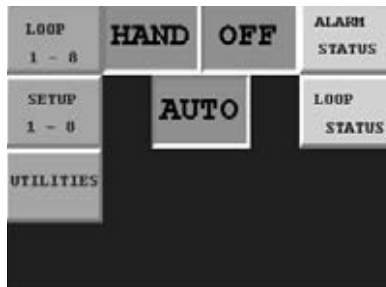 LOOP
1 - 8
HAND
OFF
ALARM
STATUS
SETUP
1 - 8
AUTO
LOOP
STATUS
UTILITIES